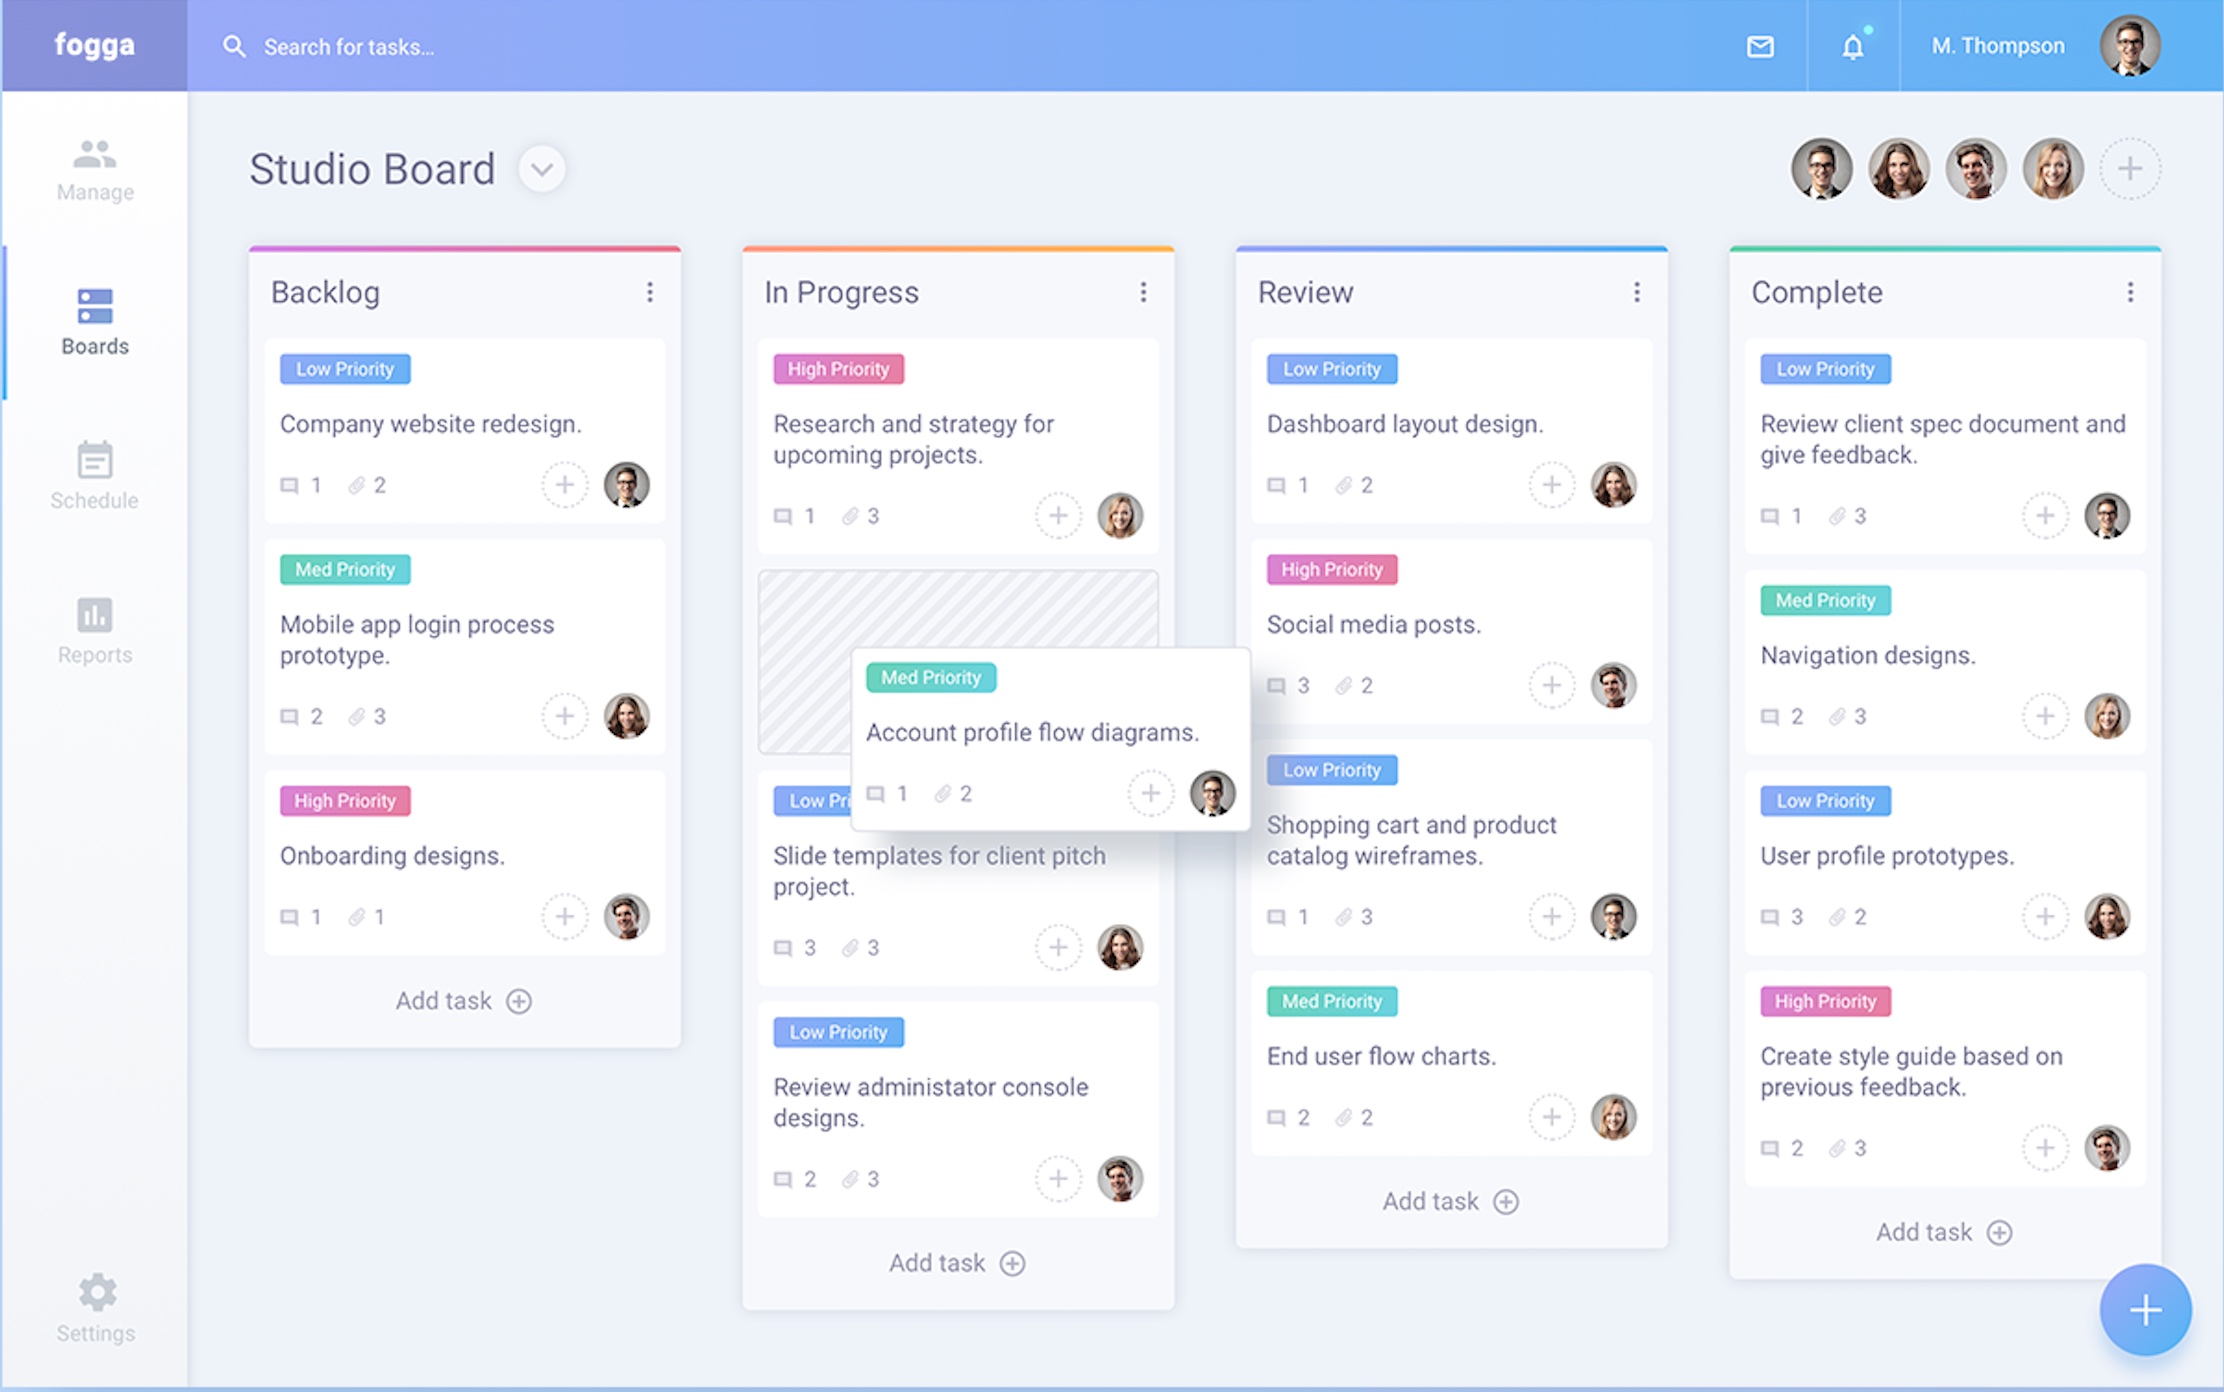 fogga
Search for tasks...
M. Thompson
Manage
Boards
Schedule
Reports
Settings
Studio Board
Backlog
Low Priority
Company website redesign.
1 2
Med Priority
Mobile app login process
prototype.
2 3
High Priority
Onboarding designs.
1 1
Add task
In Progress
High Priority
Research and strategy for
upcoming projects.
1 3
Med Priority
Account profile flow diagrams.
1 2
Low Pri
Slide templates for client pitch
project.
3 3
Low Priority
Review administator console
designs.
2 3
Add task
Review
Low Priority
Dashboard layout design.
1 2
High Priority
Social media posts.
3 2
Low Priority
Shopping cart and product
catalog wireframes.
1 3
Med Priority
End user flow charts.
2 2
Add task
Complete
Low Priority
Review client spec document and
give feedback.
1 3
Med Priority
Navigation designs.
2 3
Low Priority
User profile prototypes.
3 2
High Priority
Create style guide based on
previous feedback.
2 3
Add task